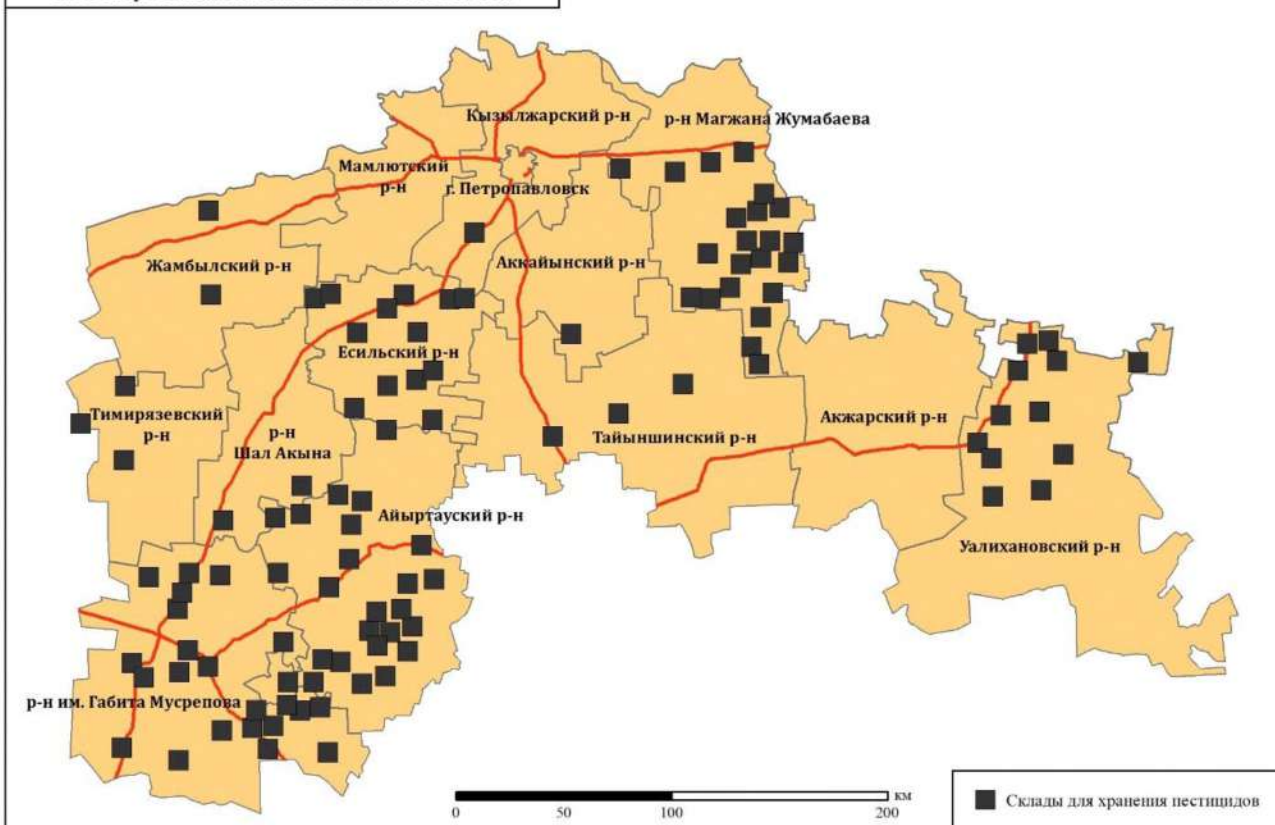 Кызылжарский р-н
р-н Магжана Жумабаева
Мамлютский
р-н
г. Петропавловск
Жамбылский р-н
Аккайынский р-н
Есильский р-н
Тимирязевский
р-н
р-н
Шал Акына
Тайыншинский р-н
Акжарский р-н
Айыртауский р-н
Уалихановский р-н
р-н им. Габита Мусрепова
км
0 50 100 200
Склады для хранения пестицидов